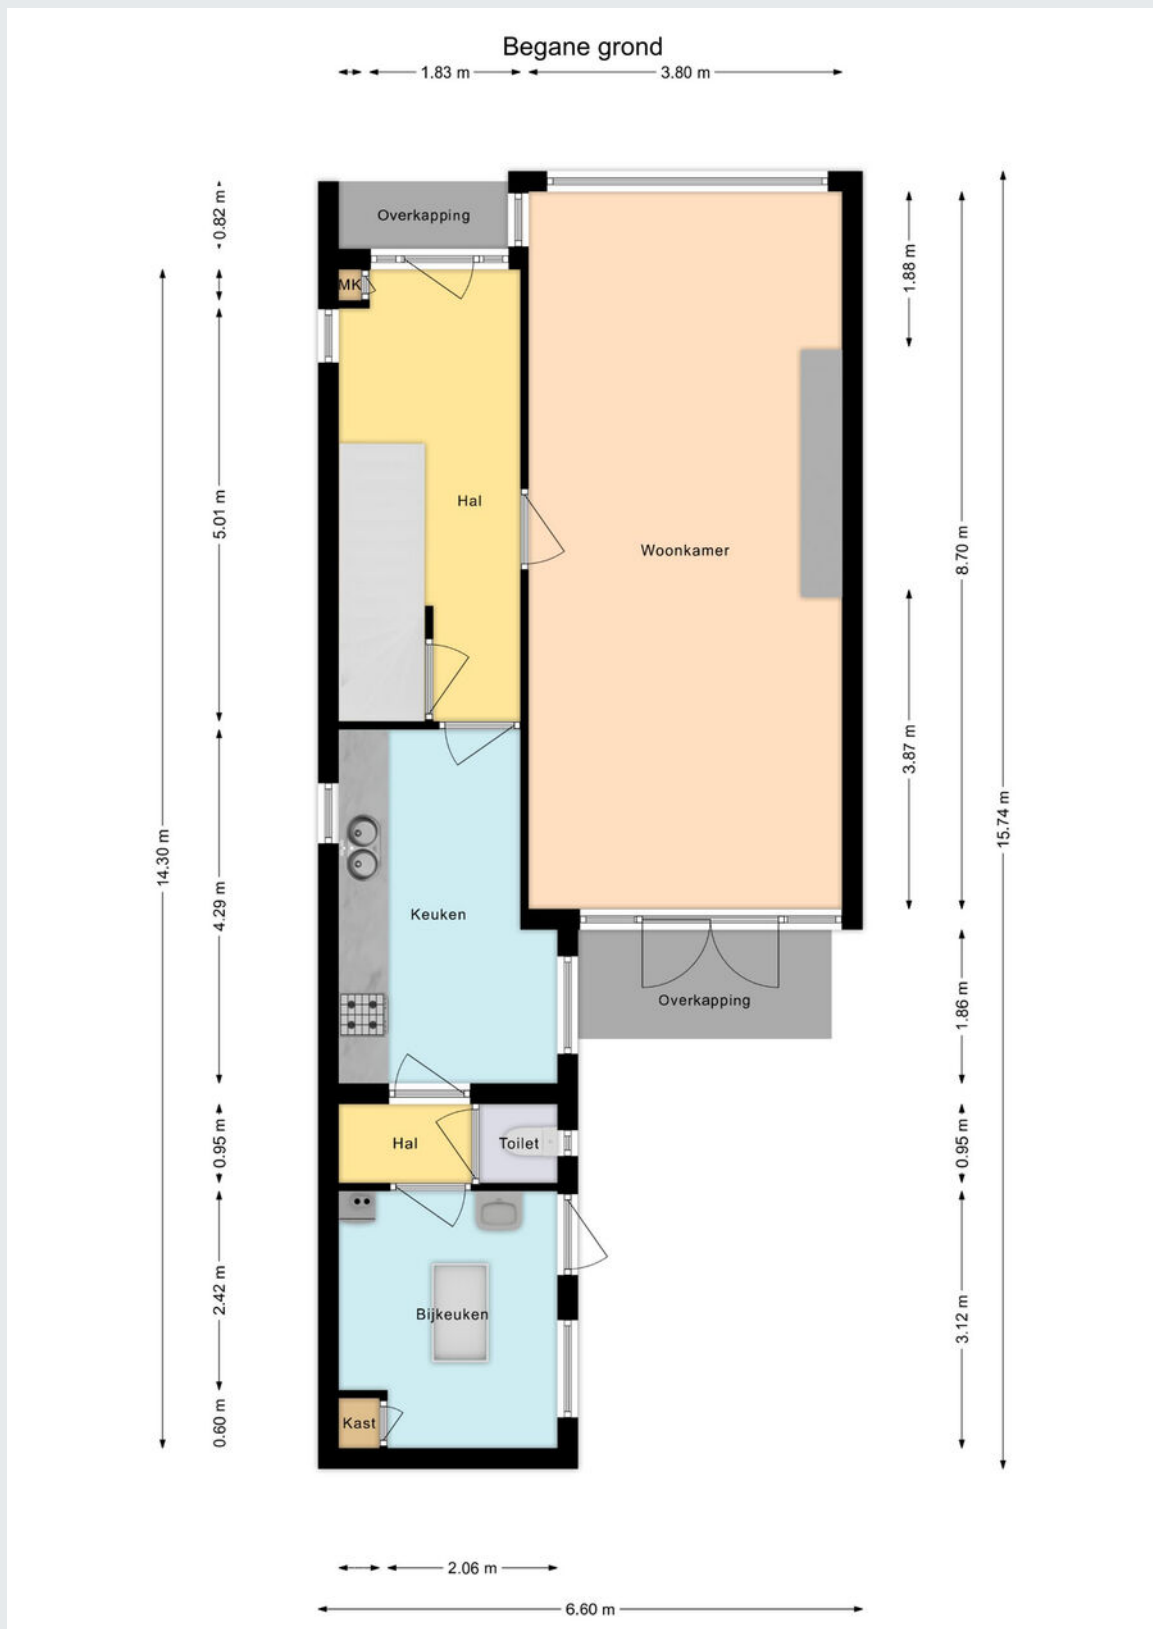 Begane grond
1.83 m
3.80 m
Overkapping
0.82 m
MK
1.88 m
5.01 m
Hal
Woonkamer
8.70 m
3.87 m
15.74 m
14.30 m
4.29 m
Keuken
Overkapping
1.86 m
0.95 m
Hal
Toilet
0.95 m
2.42 m
Bijkeuken
3.12 m
0.60 m
Kast
2.06 m
6.60 m